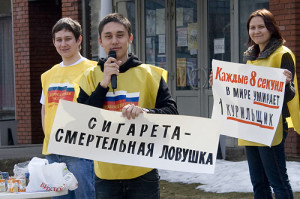 СИГАРЕТА-
СМЕРТЕЛЬНАЯ ЛОВУШКА
Каждые 8 секунд
В МИРЕ УМИРАЕТ
1 КУРИЛЬЩИК